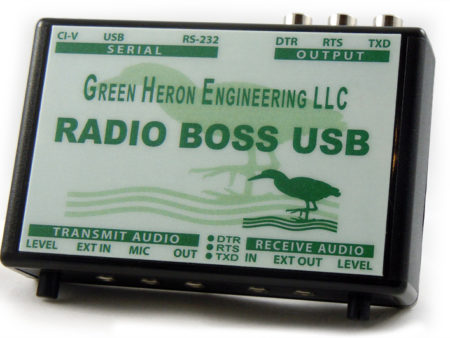 CI-V USB RS-232 DTR RTS TXD
SERIAL OUTPUT
GREEN HERON ENGINEERING LLC
RADIO BOSS USB
TRANSMIT AUDIO DTR RECEIVE AUDIO
RTS
LEVEL EXT IN MIC OUT TXD IN EXT OUT LEVEL